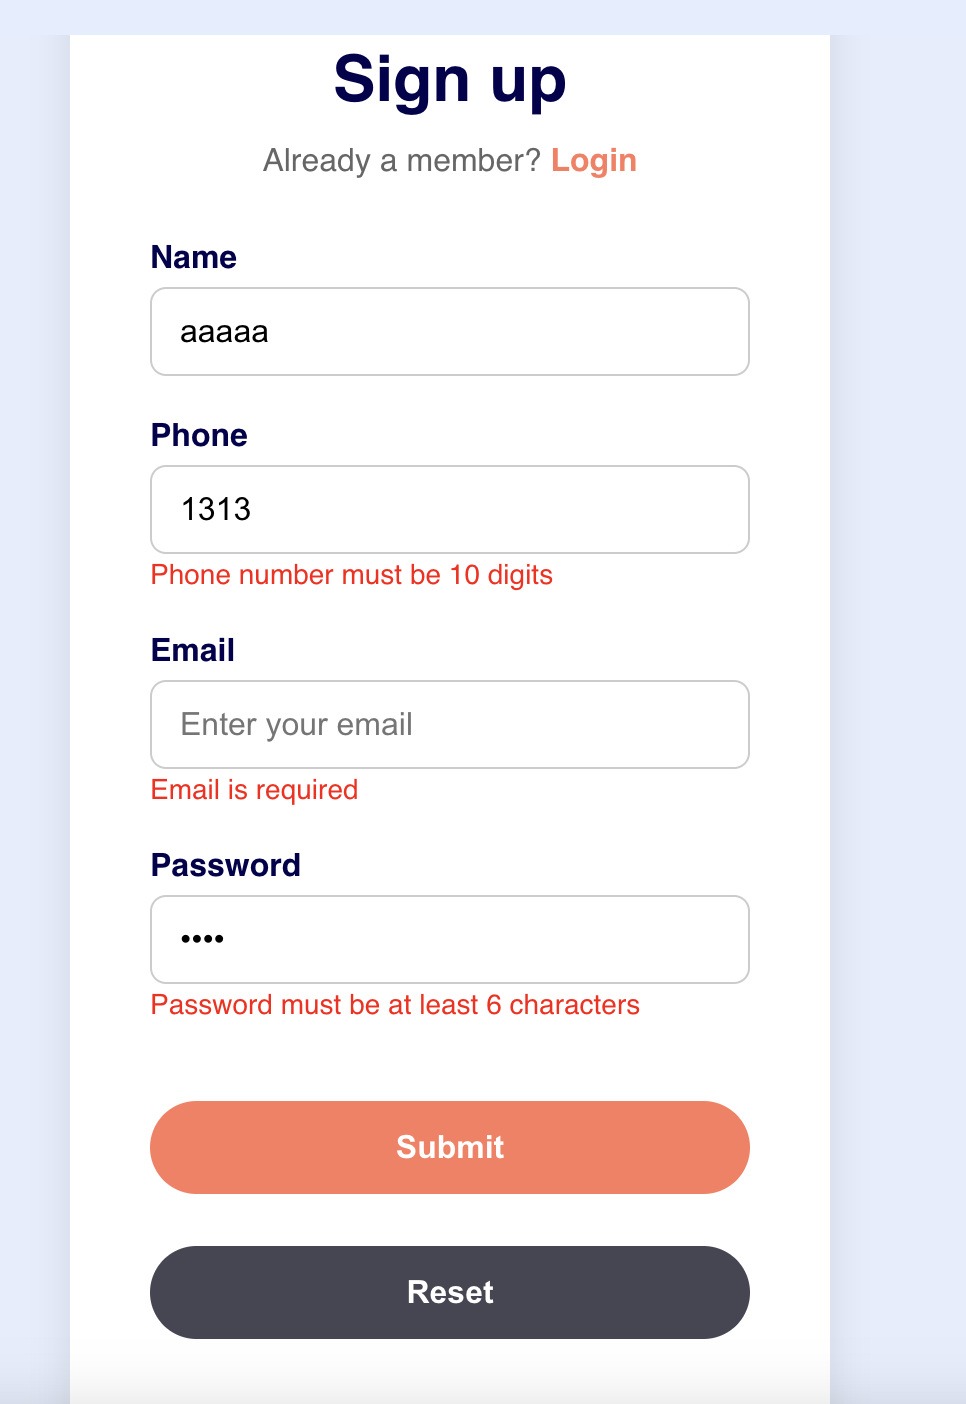 Sign up
Already a member? Login
Name
aaaaa
Phone
1313
Phone number must be 10 digits
Email
Enter your email
Email is required
Password
••••
Password must be at least 6 characters
Submit
Reset